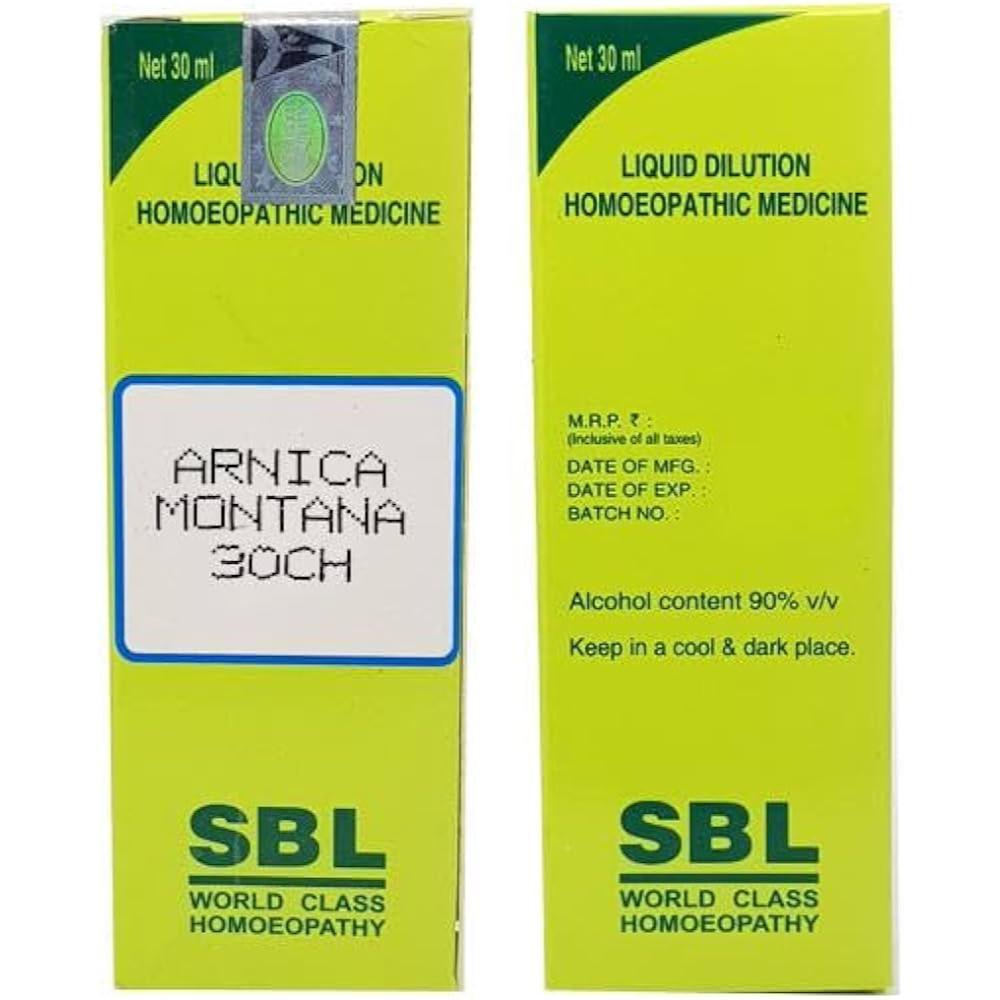 Net 30 ml
HOMOEOPATHIC MEDICINE
ARNICA
MONTANA
30CH
SBL
WORLD CLASS
HOMOEOPATHY
Net 30 ml
LIQUID DILUTION
HOMOEOPATHIC MEDICINE
M.R.P. ₹ :
(Inclusive of all taxes)
DATE OF MFG. :
DATE OF EXP. :
BATCH NO. :
Alcohol content 90% v/v
Keep in a cool & dark place.
SBL
WORLD CLASS
HOMOEOPATHY